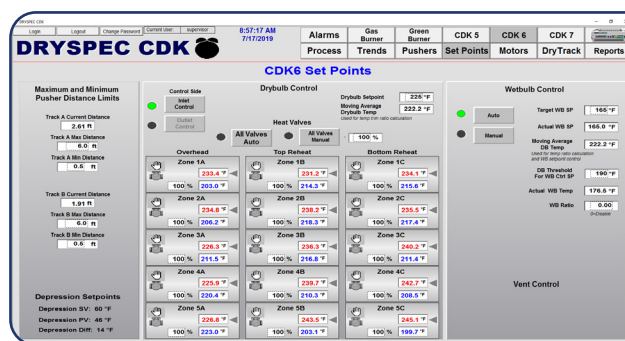 DRYSPEC CDK
Login
Logout
Change Password
Current User:
supervisor
8:57:17 AM
7/17/2019
DRYSPEC CDK
Alarms
Gas Burner
Green Burner
CDK 5
CDK 6
CDK 7
Process
Trends
Pushers
Set Points
Motors
DryTrack
Reports
CDK6 Set Points
Maximum and Minimum
Pusher Distance Limits
Track A Current Distance
2.61 ft
Track A Max Distance
6.0 ft
Track A Min Distance
0.5 ft
Track B Current Distance
1.91 ft
Track B Max Distance
6.0 ft
Track B Min Distance
0.5 ft
Depression Setpoints
Depression SV: 60 °F
Depression PV: 46 °F
Depression Diff: 14 °F
Drybulb Control
Control Side
Inlet Control
Outlet Control
Drybulb Setpoint 225 °F
Moving Average
Drybulb Temp 222.2 °F
Used for temp trim ratio calculation
Heat Valves
All Valves Auto
All Valves Manual
100 %
Overhead Top Reheat Bottom Reheat
Zone 1A Zone 1B Zone 1C
233.4 °F 231.2 °F 234.1 °F
100 % 203.0 °F 100 % 214.3 °F 100 % 215.6 °F
Zone 2A Zone 2B Zone 2C
234.8 °F 238.2 °F 235.5 °F
100 % 206.2 °F 100 % 218.3 °F 100 % 217.4 °F
Zone 3A Zone 3B Zone 3C
226.3 °F 238.3 °F 240.2 °F
100 % 211.5 °F 100 % 216.8 °F 100 % 211.4 °F
Zone 4A Zone 4B Zone 4C
225.9 °F 239.7 °F 242.7 °F
100 % 220.4 °F 100 % 210.3 °F 100 % 208.5 °F
Zone 5A Zone 5B Zone 5C
226.8 °F 243.5 °F 245.1 °F
100 % 223.0 °F 100 % 203.1 °F 100 % 199.7 °F
Wetbulb Control
Auto
Manual
Target WB SP 165 °F
Actual WB SP 165.0 °F
Moving Average
DB Temp 222.2 °F
Used for temp ratio calculation
and WB setpoint control
DB Threshold
For WB Ctrl SP 190 °F
Actual WB Temp 176.5 °F
WB Ratio 0.00
0=Disable
Vent Control